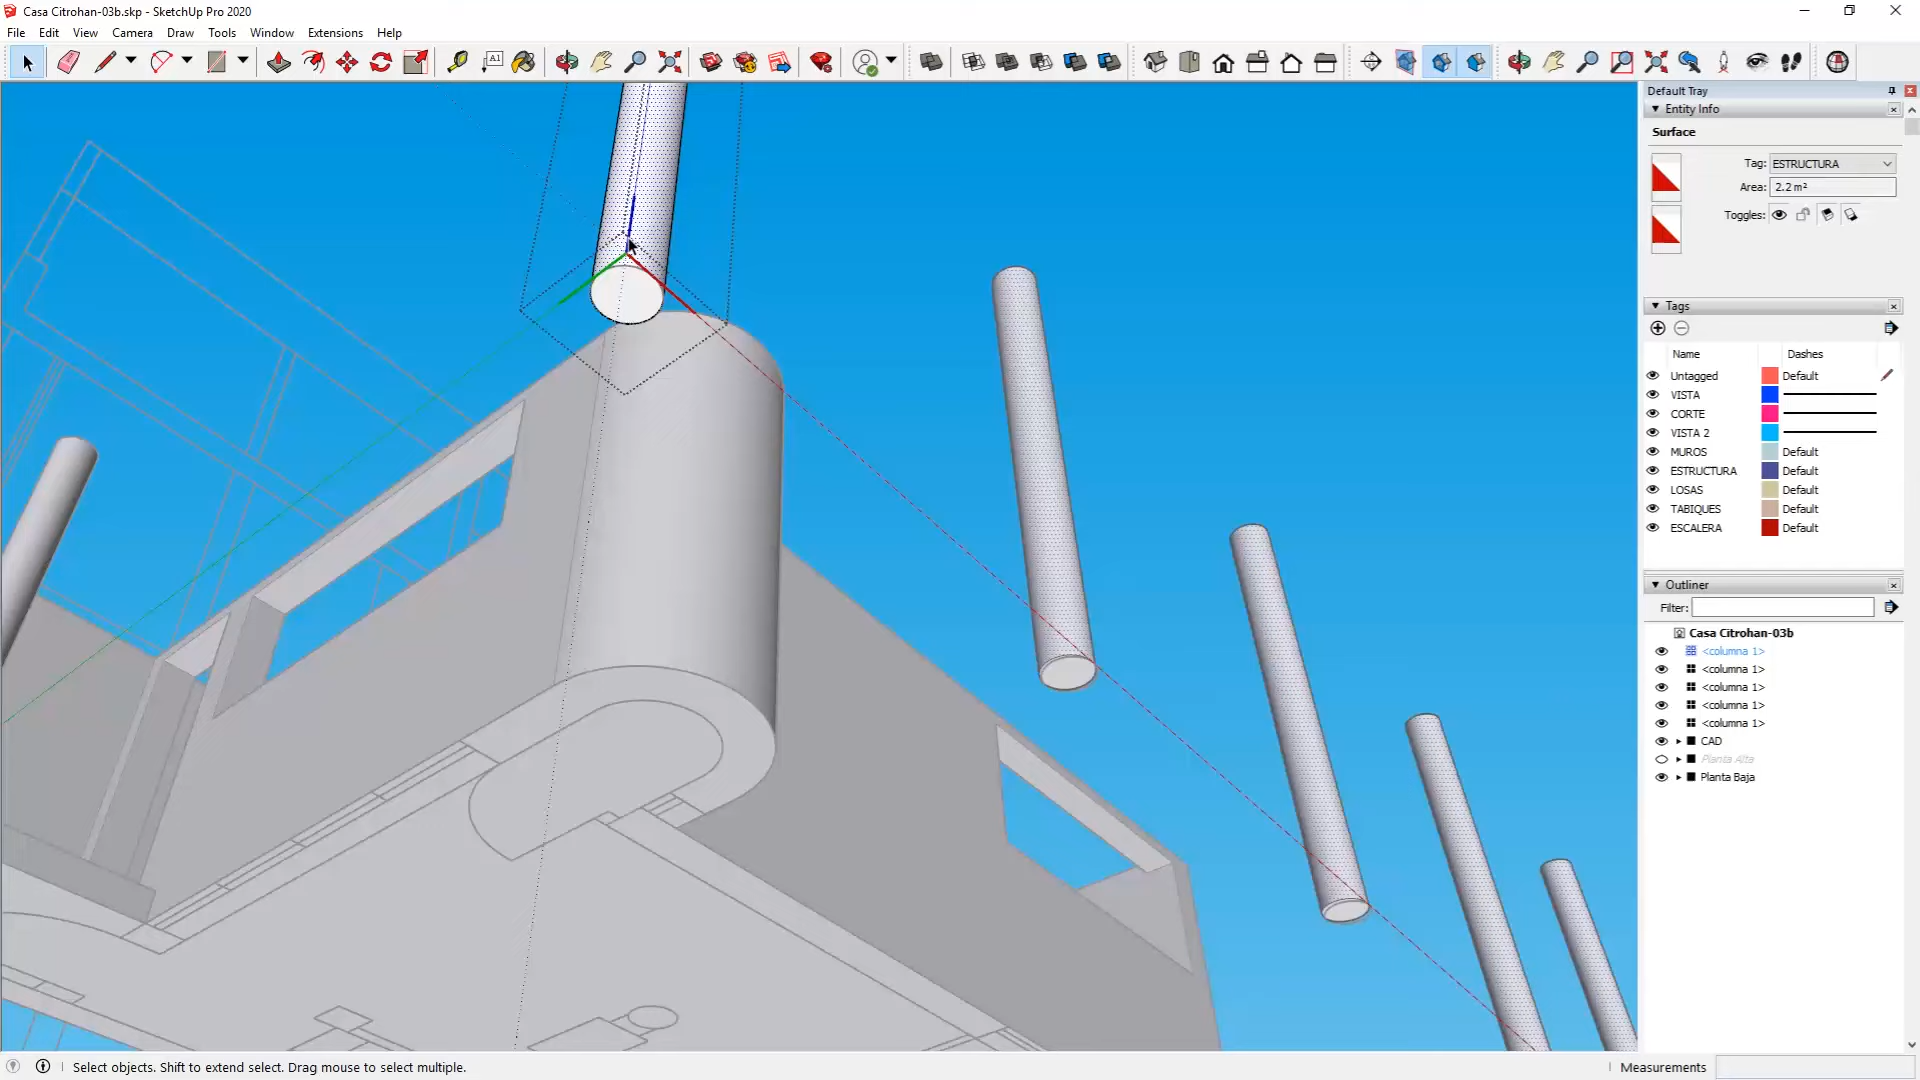 Casa Citrohan-03b.skp - SketchUp Pro 2020
File Edit View Camera Draw Tools Window Extensions Help
A1
Default Tray
Entity Info
Surface
Tag: ESTRUCTURA
Area: 2.2 m²
Toggles:
Tags
Name Dashes
Untagged Default
VISTA
CORTE
VISTA 2
MUROS Default
ESTRUCTURA Default
LOSAS Default
TABIQUES Default
ESCALERA Default
Outliner
Filter:
Casa Citrohan-03b
<columna 1>
<columna 1>
<columna 1>
<columna 1>
<columna 1>
CAD
Planta Alta
Planta Baja
Select objects. Shift to extend select. Drag mouse to select multiple.
Measurements